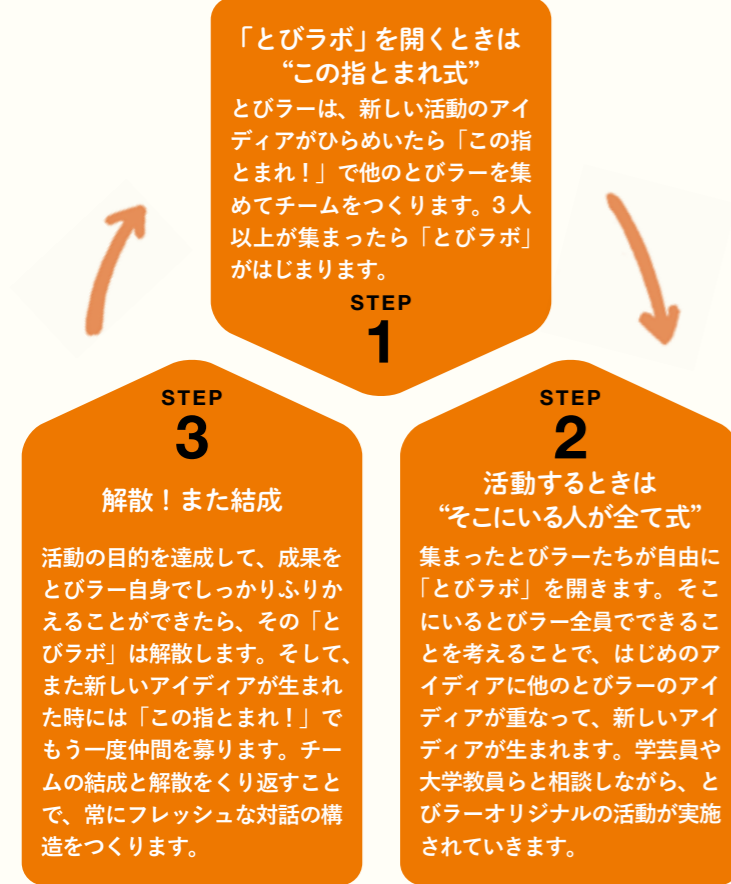 「とびラボ」を開くときは
“この指とまれ式”
とびラーは、新しい活動のアイ
ディアがひらめいたら「この指
とまれ！」で他のとびラーを集
めてチームをつくります。3人
以上が集まったら「とびラボ」
がはじまります。
STEP
1
STEP
2
活動するときは
“そこにいる人が全て式”
集まったとびラーたちが自由に
「とびラボ」を開きます。そこ
にいるとびラー全員でできるこ
とを考えることで、はじめのア
イディアに他のとびラーのアイ
ディアが重なって、新しいアイ
ディアが生まれます。学芸員や
大学教員らと相談しながら、と
びラーオリジナルの活動が実施
されていきます。
STEP
3
解散！また結成
活動の目的を達成して、成果を
とびラー自身でしっかりふりか
えることができたら、その「と
びラボ」は解散します。そして、
また新しいアイディアが生まれ
た時には「この指とまれ！」で
もう一度仲間を募ります。チー
ムの結成と解散をくり返すこと
で、常にフレッシュな対話の構
造をつくります。